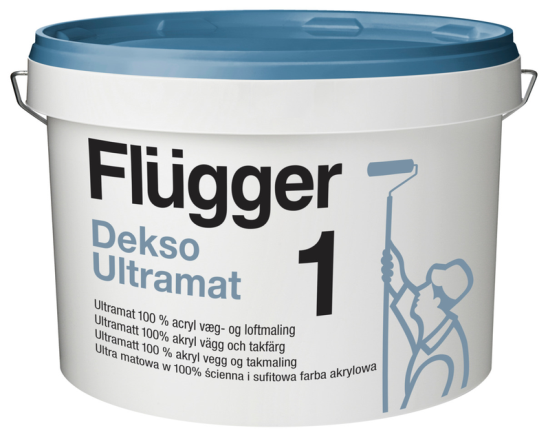 Flügger
Dekso
Ultramat
1
Ultramat 100 % acryl væg- og loftmaling
Ultramatt 100% akryl vägg och takfärg
Ultramatt 100 % akryl vegg og takmaling
Ultra matowa w 100% ścienna i sufitowa farba akrylowa